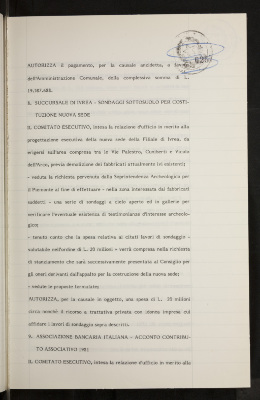 AUTORIZZA il pagamento, per la causale anzidetta, a favore
dell'Amministrazione Comunale, della complessiva somma di L.
8. SUCCURSALE DI IVREA - SONDAGGI SOTTOSUOLO PER COSTI-
TUZIONE NUOVA SEDE
IL COMITATO ESECUTIVO, intesa la relazione d'ufficio in merito alla
progettazione esecutiva della nuova sede della Filiale di Ivrea, da
erigersi sull'area compresa tra le Vie Palestro, Cuniberti e Vicolo
dell'Arco, previa demolizione dei fabbricati attualmente ivi esistenti;
- veduta la richiesta pervenuta dalla Soprintendenza Archeologica per
il Piemonte al fine di effettuare - nella zona interessata dai fabbricati
suddetti - una serie di sondaggi a cielo aperto ed in gallerie per
verificare l'eventuale esistenza di testimonianze d'interesse archeolo-
gico;
- tenuto conto che la spesa relativa ai citati lavori di sondaggio -
valutabile nell'ordine di L. 20 milioni - verrà compresa nella richiesta
di stanziamento che sarà successivamente presentata al Consiglio per
gli oneri derivanti dall'appalto per la costruzione della nuova sede;
- vedute le proposte formulate;
AUTORIZZA, per la causale in oggetto, una spesa di L. 20 milioni
circa nonché il ricorso a trattativa privata con idonea impresa cui
affidare i lavori di sondaggio sopra descritti.
9. ASSOCIAZIONE BANCARIA ITALIANA - ACCONTO CONTRIBU-
TO ASSOCIATIVO 1981
IL COMITATO ESECUTIVO, intesa la relazione d'ufficio in merito alla